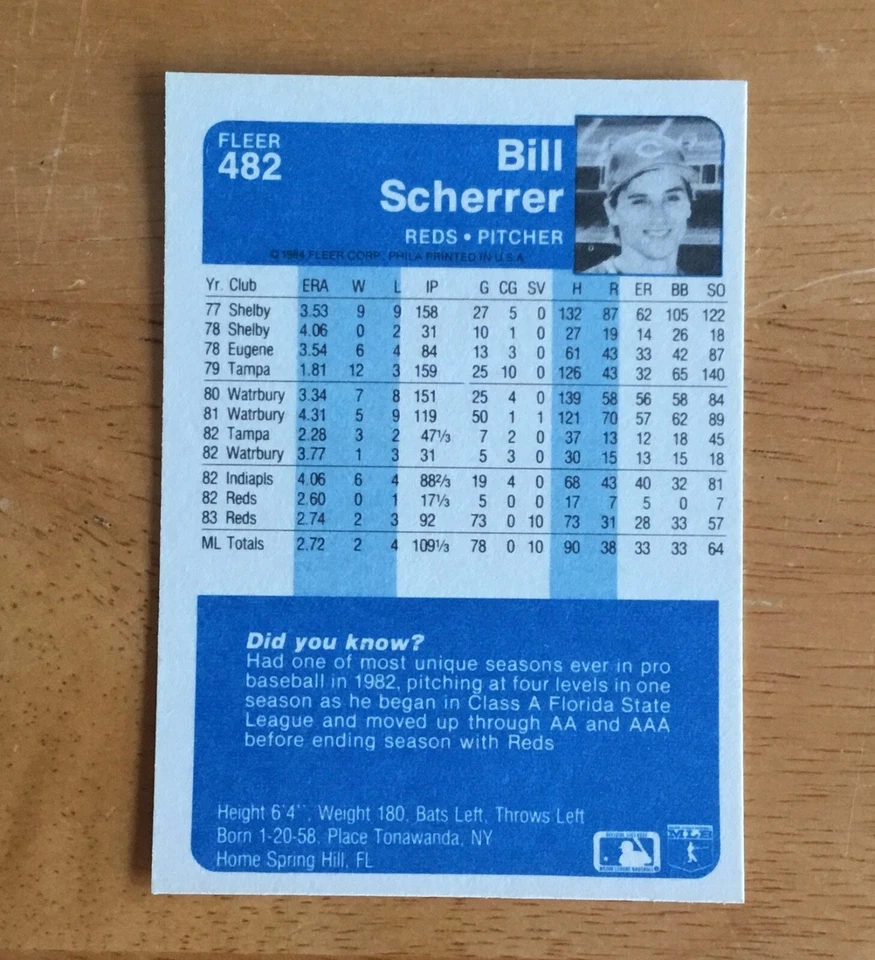 FLEER
482
Bill
Scherrer
REDS • PITCHER
© 1984 FLEER CORP., PHILA PRINTED IN U.S.A.
Yr. Club ERA W L IP G CG SV H R ER BB SO
77 Shelby 3.53 9 9 158 27 5 0 132 87 62 105 122
78 Shelby 4.06 0 2 31 10 1 0 27 19 14 26 18
78 Eugene 3.54 6 4 84 13 3 0 61 43 33 42 87
79 Tampa 1.81 12 3 159 25 10 0 126 43 32 65 140
80 Watrbury 3.34 7 8 151 25 4 0 139 58 56 58 84
81 Watrbury 4.31 5 9 119 50 1 1 121 70 57 62 89
82 Tampa 2.28 3 2 47⅓ 7 2 0 37 13 12 18 45
82 Watrbury 3.77 1 3 31 5 3 0 30 15 13 15 18
82 Indiapls 4.06 6 4 88⅔ 19 4 0 68 43 40 32 81
82 Reds 2.60 0 1 17⅓ 5 0 0 17 7 5 0 7
83 Reds 2.74 2 3 92 73 0 10 73 31 28 33 57
ML Totals 2.72 2 4 109⅓ 78 0 10 90 38 33 33 64
Did you know?
Had one of most unique seasons ever in pro
baseball in 1982, pitching at four levels in one
season as he began in Class A Florida State
League and moved up through AA and AAA
before ending season with Reds
Height 6'4'', Weight 180, Bats Left, Throws Left
Born 1-20-58, Place Tonawanda, NY
Home Spring Hill, FL
MAJOR LEAGUE BASEBALL
MLB